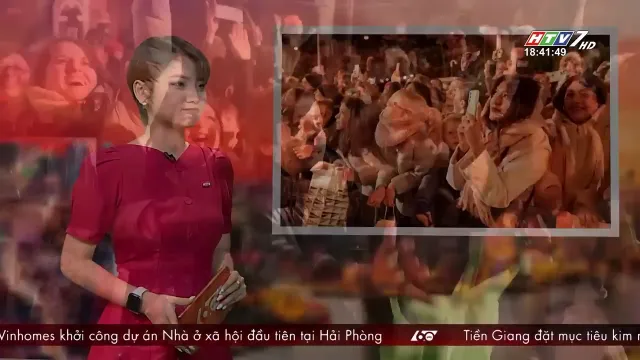 HTV7 HD
18:41:49
Vinhomes khởi công dự án Nhà ở xã hội đầu tiên tại Hải Phòng 60 Tiền Giang đặt mục tiêu kim